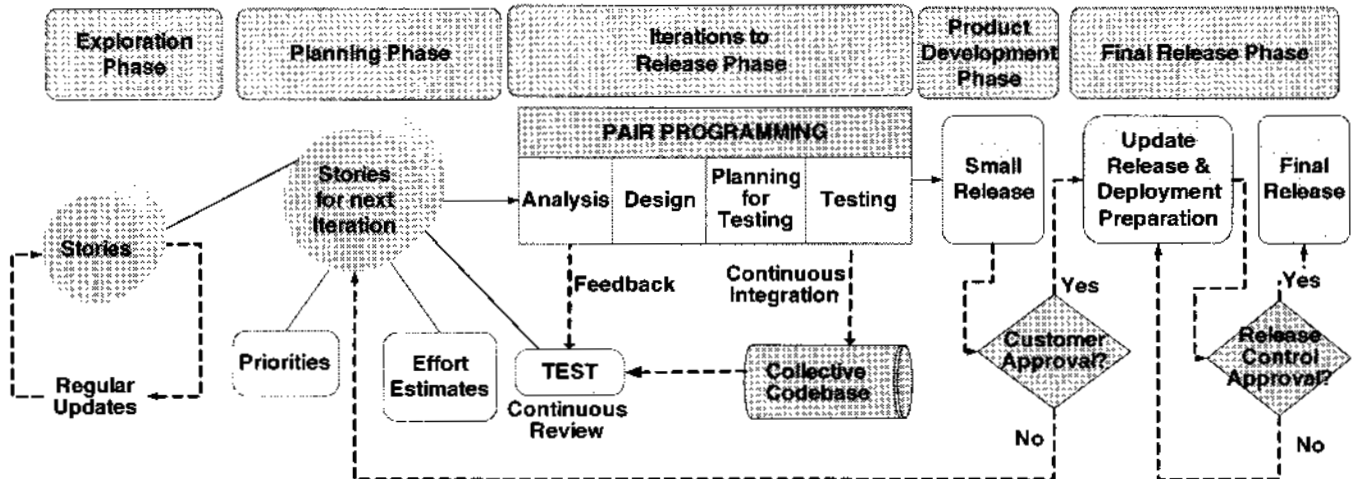 Exploration
Phase
Planning Phase
Iterations to
Release Phase
Product
Development
Phase
Final Release Phase
PAIR PROGRAMMING
Analysis
Design
Planning
for
Testing
Testing
Stories
for next
Iteration
Stories
Small
Release
Update
Release &
Deployment
Preparation
Final
Release
Feedback
Continuous
Integration
Yes
Yes
Priorities
Effort
Estimates
TEST
Continuous
Review
Collective
Codebase
Customer
Approval?
Release
Control
Approval?
Regular
Updates
No
No